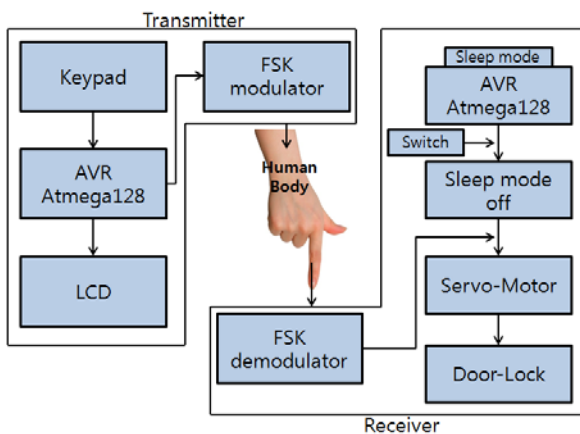 Transmitter
Keypad
FSK
modulator
AVR
Atmega128
LCD
Human
Body
Sleep mode
AVR
Atmega128
Switch
Sleep mode
off
Servo-Motor
Door-Lock
FSK
demodulator
Receiver